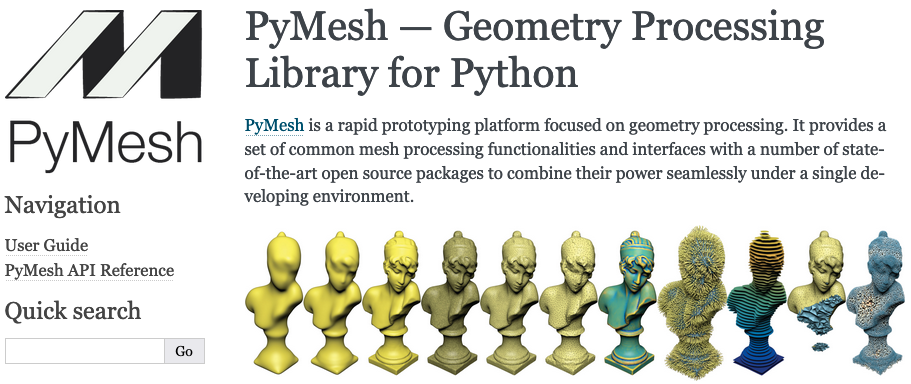 PyMesh
Navigation
User Guide
PyMesh API Reference
Quick search
Go
PyMesh — Geometry Processing
Library for Python
PyMesh is a rapid prototyping platform focused on geometry processing. It provides a
set of common mesh processing functionalities and interfaces with a number of state-
of-the-art open source packages to combine their power seamlessly under a single de-
veloping environment.